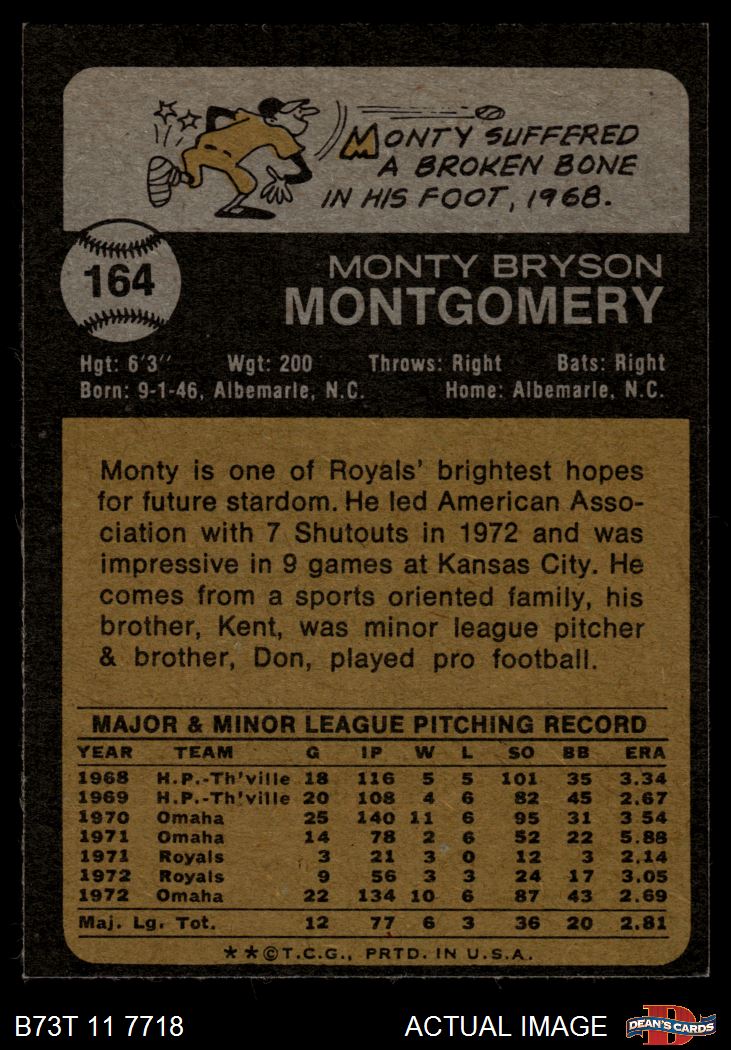 MONTY SUFFERED
A BROKEN BONE
IN HIS FOOT, 1968.
164
MONTY BRYSON
MONTGOMERY
Hgt: 6'3" Wgt: 200 Throws: Right Bats: Right
Born: 9-1-46, Albemarle, N.C. Home: Albemarle, N.C.
Monty is one of Royals' brightest hopes
for future stardom. He led American Asso-
ciation with 7 Shutouts in 1972 and was
impressive in 9 games at Kansas City. He
comes from a sports oriented family, his
brother, Kent, was minor league pitcher
& brother, Don, played pro football.
MAJOR & MINOR LEAGUE PITCHING RECORD
YEAR TEAM G IP W L SO BB ERA
1968 H.P.-Th'ville 18 116 5 5 101 35 3.34
1969 H.P.-Th'ville 20 108 4 6 82 45 2.67
1970 Omaha 25 140 11 6 95 31 3.54
1971 Omaha 14 78 2 6 52 22 5.88
1971 Royals 3 21 3 0 12 3 2.14
1972 Royals 9 56 3 3 24 17 3.05
1972 Omaha 22 134 10 6 87 43 2.69
Maj. Lg. Tot. 12 77 6 3 36 20 2.81
**©T.C.G., PRTD. IN U.S.A.
B73T 11 7718 ACTUAL IMAGE DEAN'S CARDS